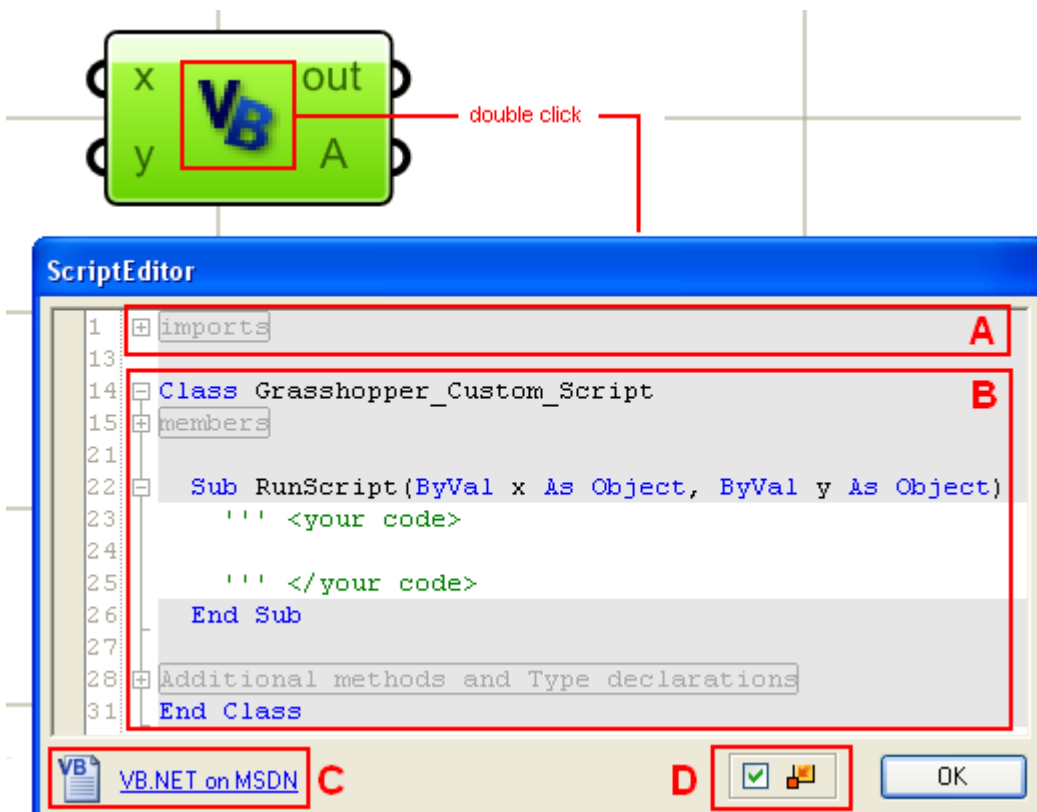 x out
VB
double click
y A
ScriptEditor
1 imports A
13
14 Class Grasshopper_Custom_Script B
15 members
21
22 Sub RunScript(ByVal x As Object, ByVal y As Object)
23 ''' <your code>
24
25 ''' </your code>
26 End Sub
27
28 Additional methods and Type declarations
31 End Class
VB VB.NET on MSDN C D OK